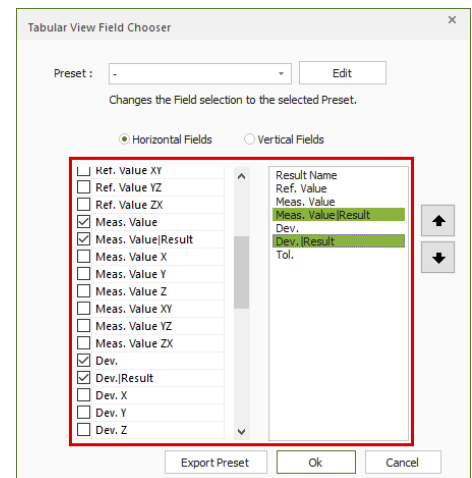 Tabular View Field Chooser
Preset :
-
Edit
Changes the Field selection to the selected Preset.
Horizontal Fields
Vertical Fields
Ref. Value XY
Ref. Value YZ
Ref. Value ZX
Meas. Value
Meas. Value|Result
Meas. Value X
Meas. Value Y
Meas. Value Z
Meas. Value XY
Meas. Value YZ
Meas. Value ZX
Dev.
Dev.|Result
Dev. X
Dev. Y
Dev. Z
Result Name
Ref. Value
Meas. Value
Meas. Value|Result
Dev.
Dev.|Result
Tol.
Export Preset
Ok
Cancel